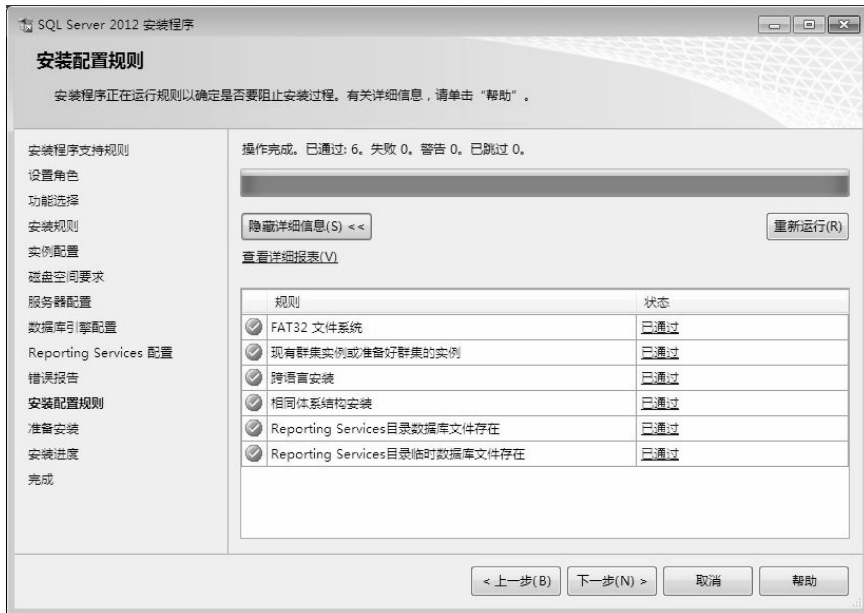 SQL Server 2012 安装程序
安装配置规则
安装程序正在运行规则以确定是否要阻止安装过程。有关详细信息，请单击“帮助”。
安装程序支持规则
设置角色
功能选择
安装规则
实例配置
磁盘空间要求
服务器配置
数据库引擎配置
Reporting Services 配置
错误报告
安装配置规则
准备安装
安装进度
完成
操作完成。已通过: 6。失败 0。警告 0。已跳过 0。
隐藏详细信息(S) <<
重新运行(R)
查看详细报表(V)
规则 状态
FAT32 文件系统 已通过
现有群集实例或准备好群集的实例 已通过
跨语言安装 已通过
相同体系结构安装 已通过
Reporting Services目录数据库文件存在 已通过
Reporting Services目录临时数据库文件存在 已通过
< 上一步(B) 下一步(N) > 取消 帮助